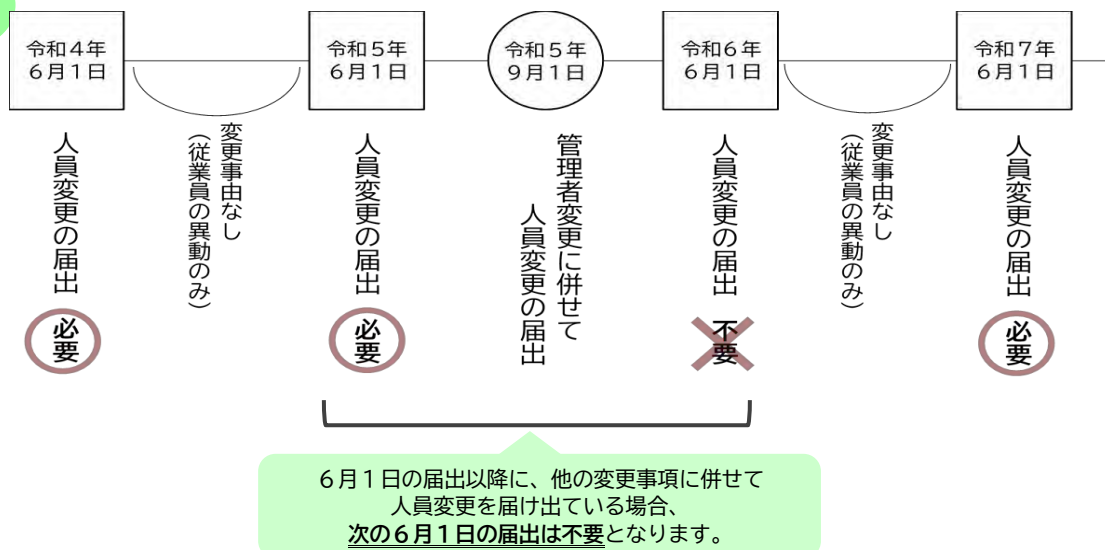 令和４年
６月１日
令和５年
６月１日
令和５年
９月１日
令和６年
６月１日
令和７年
６月１日
人員変更の届出
必要
変更事由なし
（従業員の異動のみ）
人員変更の届出
必要
管理者変更に併せて
人員変更の届出
人員変更の届出
不要
変更事由なし
（従業員の異動のみ）
人員変更の届出
必要
６月１日の届出以降に、他の変更事項に併せて
人員変更を届け出ている場合、
次の６月１日の届出は不要となります。